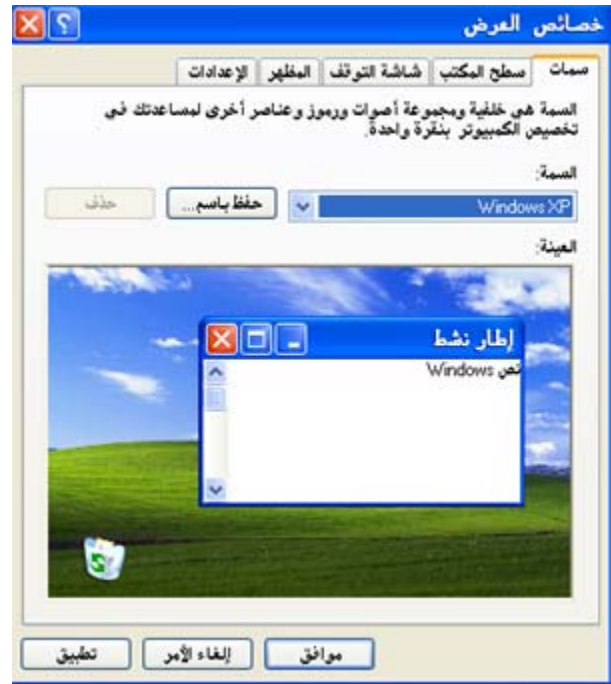 خصائص العرض
سمات سطح المكتب شاشة التوقف المظهر الإعدادات
السمة هي خلفية ومجموعة أصوات ورموز وعناصر أخرى لمساعدتك في
تخصيص الكمبيوتر بنقرة واحدة.
السمة:
Windows XP حفظ باسم... حذف
العينة:
إطار نشط
نص Windows
موافق إلغاء الأمر تطبيق